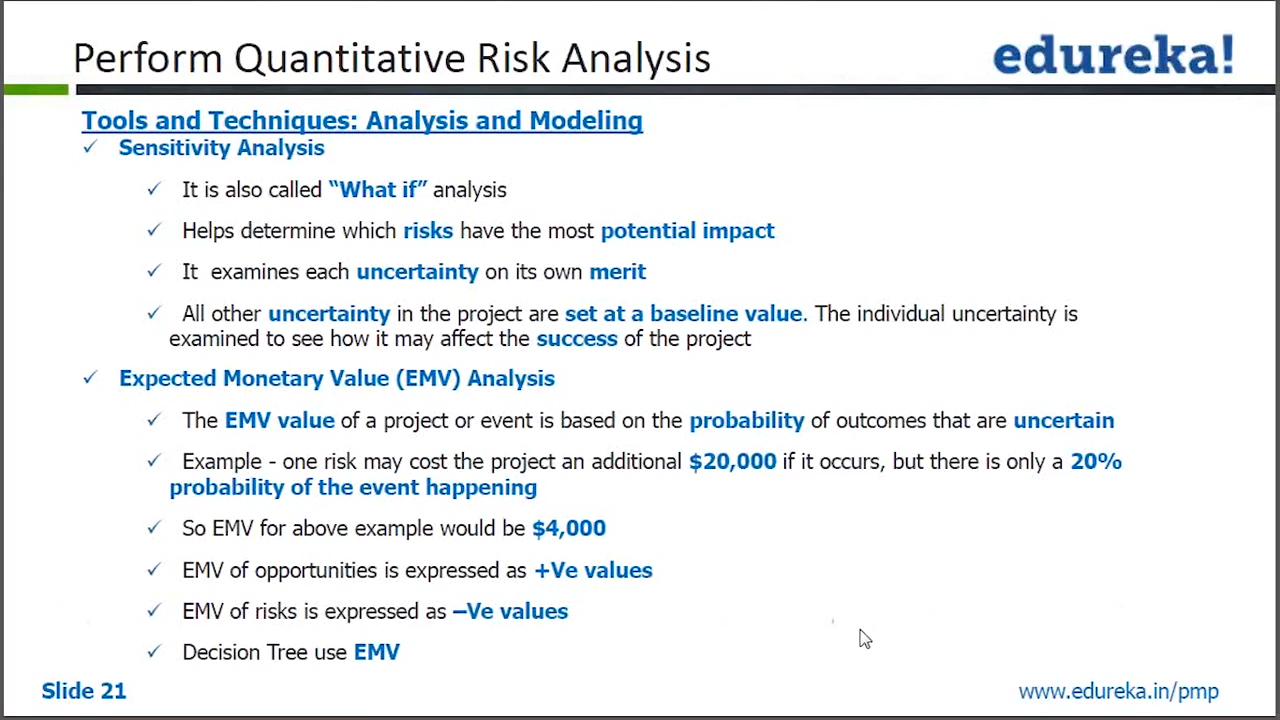 Perform Quantitative Risk Analysis
edureka!
Tools and Techniques: Analysis and Modeling
✓ Sensitivity Analysis
✓ It is also called “What if” analysis
✓ Helps determine which risks have the most potential impact
✓ It examines each uncertainty on its own merit
✓ All other uncertainty in the project are set at a baseline value. The individual uncertainty is
examined to see how it may affect the success of the project
✓ Expected Monetary Value (EMV) Analysis
✓ The EMV value of a project or event is based on the probability of outcomes that are uncertain
✓ Example - one risk may cost the project an additional $20,000 if it occurs, but there is only a 20%
probability of the event happening
✓ So EMV for above example would be $4,000
✓ EMV of opportunities is expressed as +Ve values
✓ EMV of risks is expressed as –Ve values
✓ Decision Tree use EMV
Slide 21
www.edureka.in/pmp